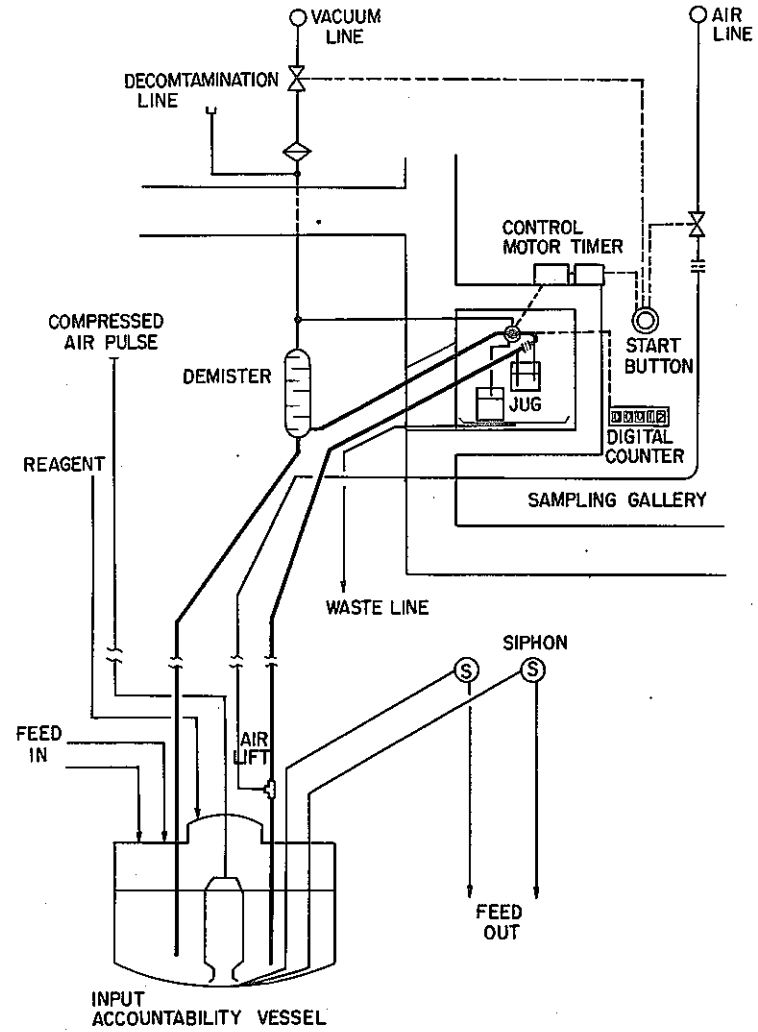 VACUUM
LINE
AIR
LINE
DECOMTAMINATION
LINE
CONTROL
MOTOR TIMER
COMPRESSED
AIR PULSE
START
BUTTON
DEMISTER
JUG
DIGITAL
COUNTER
REAGENT
SAMPLING GALLERY
WASTE LINE
SIPHON
S
S
FEED
IN
AIR
LIFT
FEED
OUT
INPUT
ACCOUNTABILITY VESSEL